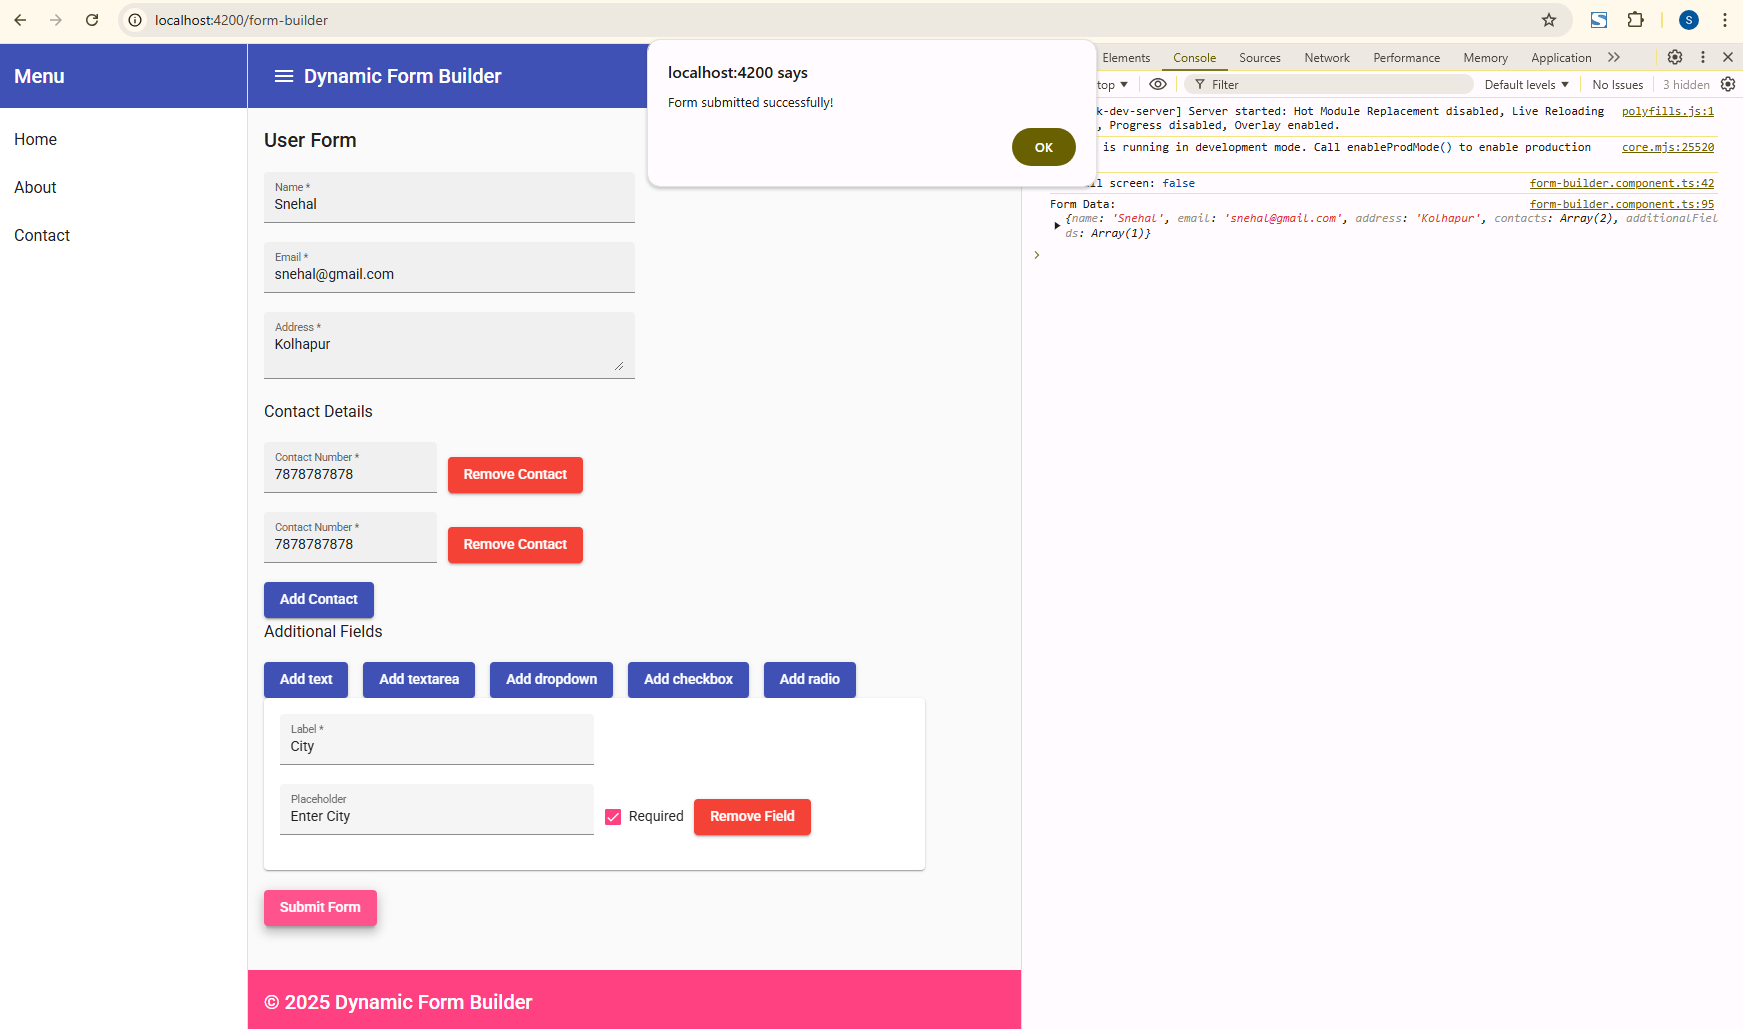 localhost:4200/form-builder
S
Menu
Home
About
Contact
Dynamic Form Builder
localhost:4200 says
Form submitted successfully!
OK
User Form
Name *
Snehal
Email *
snehal@gmail.com
Address *
Kolhapur
Contact Details
Contact Number *
7878787878
Remove Contact
Contact Number *
7878787878
Remove Contact
Add Contact
Additional Fields
Add text
Add textarea
Add dropdown
Add checkbox
Add radio
Label *
City
Placeholder
Enter City
Required
Remove Field
Submit Form
© 2025 Dynamic Form Builder
Elements
Console
Sources
Network
Performance
Memory
Application
top
Filter
Default levels
No Issues
3 hidden
k-dev-server] Server started: Hot Module Replacement disabled, Live Reloading
polyfills.js:1
, Progress disabled, Overlay enabled.
is running in development mode. Call enableProdMode() to enable production
core.mjs:25520
screen: false
form-builder.component.ts:42
Form Data:
form-builder.component.ts:95
{name: 'Snehal', email: 'snehal@gmail.com', address: 'Kolhapur', contacts: Array(2), additionalFiel
ds: Array(1)}